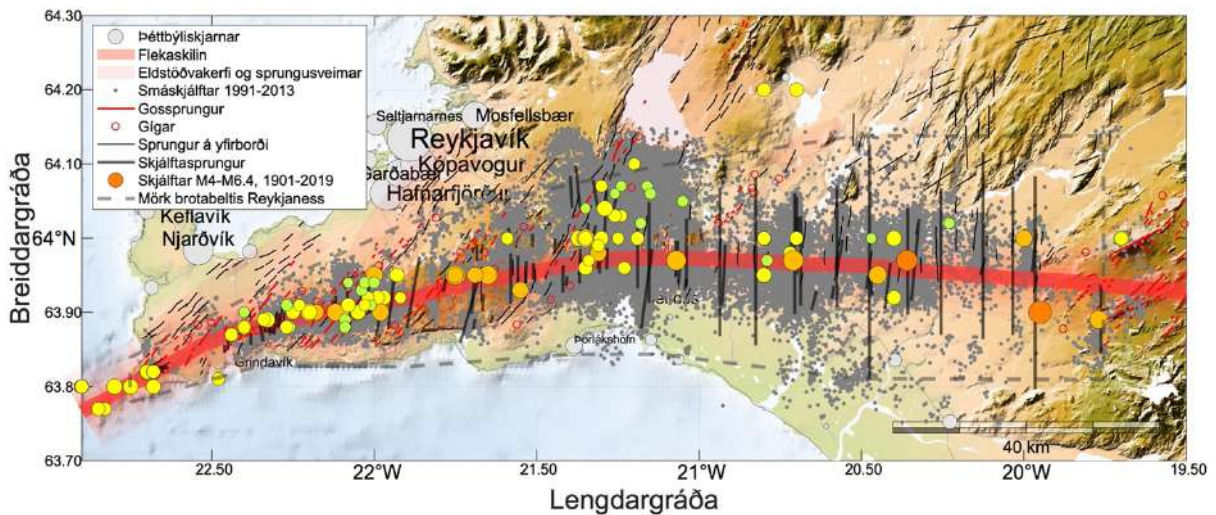 64.30
64.20
64.10
64°N
63.90
63.80
63.70
Breiddargráða
Þéttbýliskjarnar
Flekaskilin
Eldstöðvakerfi og sprungusveimar
Smáskjálftar 1991-2013
Gossprungur
Gígar
Sprungur á yfirborði
Skjálftasprungur
Skjálftar M4-M6.4, 1901-2019
Mörk brotabeltis Reykjaness
Seltjarnarnes
Mosfellsbær
Reykjavík
Kópavogur
Garðabær
Hafnarfjörður
Keflavík
Njarðvík
Grindavík
Þorlákshöfn
40 km
22.50
22°W
21.50
21°W
20.50
20°W
19.50
Lengdargráða